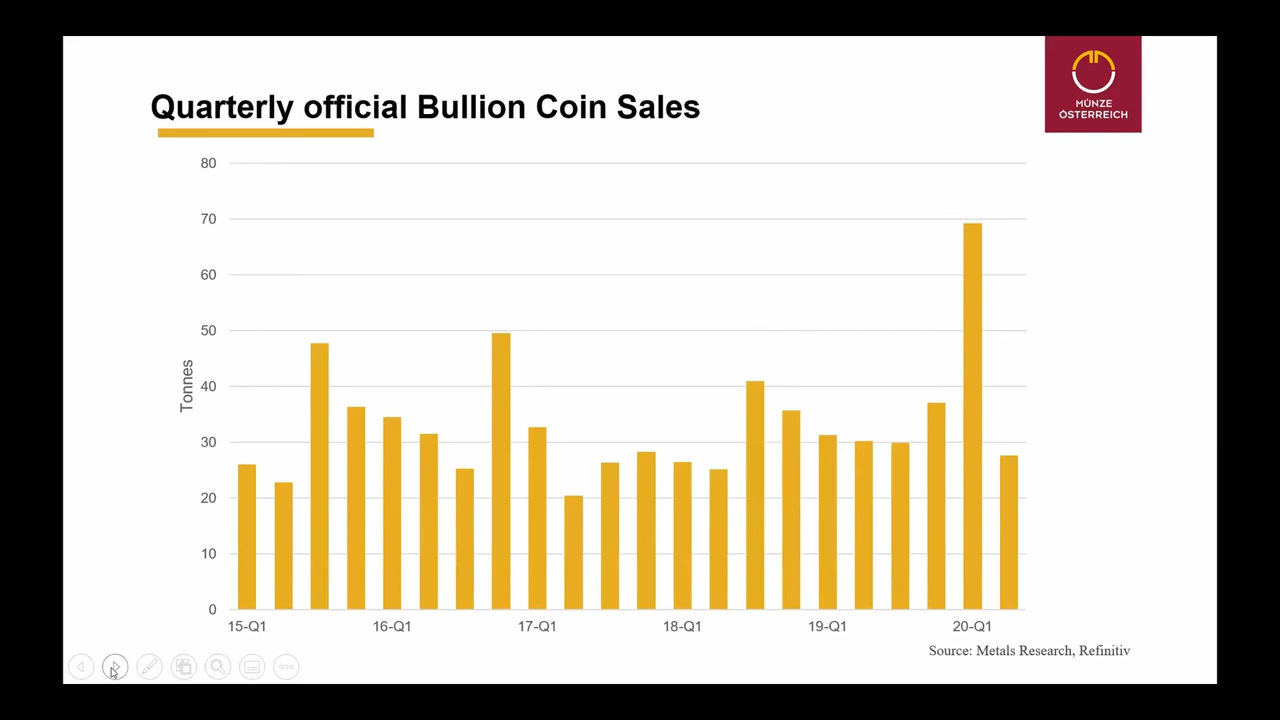 Quarterly official Bullion Coin Sales
MÜNZE
ÖSTERREICH
80
70
60
50
40
30
20
10
0
Tonnes
15-Q1 16-Q1 17-Q1 18-Q1 19-Q1 20-Q1
Source: Metals Research, Refinitiv